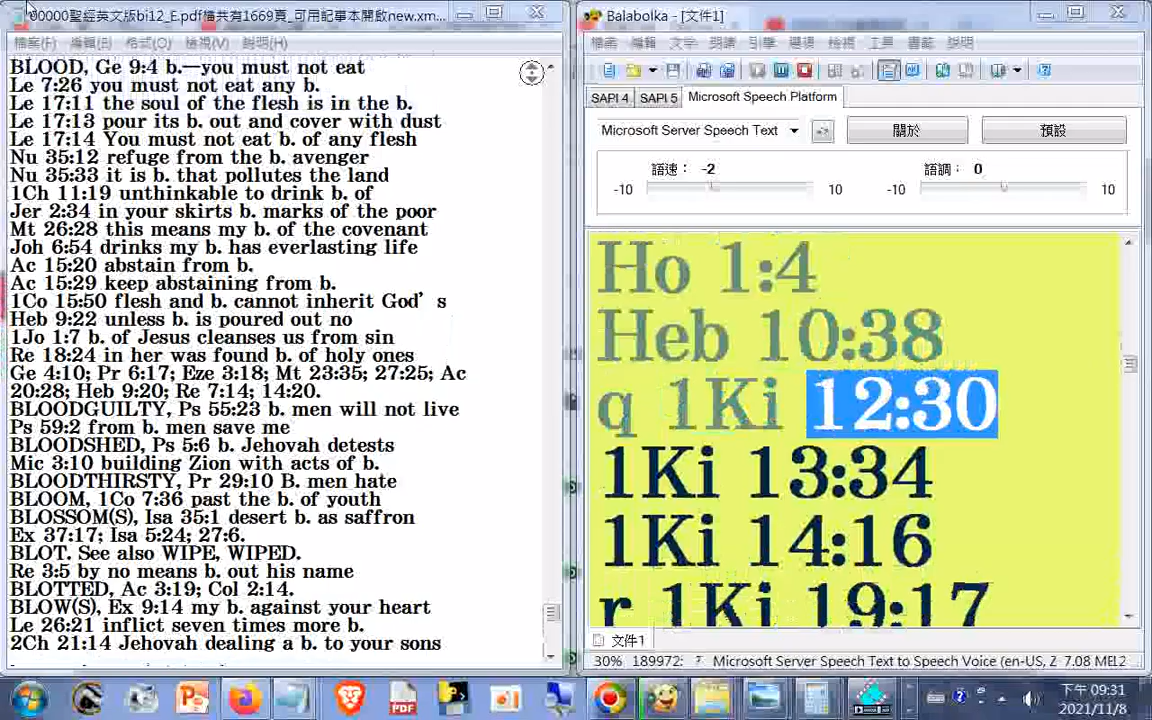 00000聖經英文版bi12_E.pdf檔共有1669頁_可用記事本開啟new.xm...
檔案(F) 編輯(E) 格式(O) 檢視(V) 說明(H)
BLOOD, Ge 9:4 b.—you must not eat
Le 7:26 you must not eat any b.
Le 17:11 the soul of the flesh is in the b.
Le 17:13 pour its b. out and cover with dust
Le 17:14 You must not eat b. of any flesh
Nu 35:12 refuge from the b. avenger
Nu 35:33 it is b. that pollutes the land
1Ch 11:19 unthinkable to drink b. of
Jer 2:34 in your skirts b. marks of the poor
Mt 26:28 this means my b. of the covenant
Joh 6:54 drinks my b. has everlasting life
Ac 15:20 abstain from b.
Ac 15:29 keep abstaining from b.
1Co 15:50 flesh and b. cannot inherit God’s
Heb 9:22 unless b. is poured out no
1Jo 1:7 b. of Jesus cleanses us from sin
Re 18:24 in her was found b. of holy ones
Ge 4:10; Pr 6:17; Eze 3:18; Mt 23:35; 27:25; Ac
20:28; Heb 9:20; Re 7:14; 14:20.
BLOODGUILTY, Ps 55:23 b. men will not live
Ps 59:2 from b. men save me
BLOODSHED, Ps 5:6 b. Jehovah detests
Mic 3:10 building Zion with acts of b.
BLOODTHIRSTY, Pr 29:10 B. men hate
BLOOM, 1Co 7:36 past the b. of youth
BLOSSOM(S), Isa 35:1 desert b. as saffron
Ex 37:17; Isa 5:24; 27:6.
BLOT. See also WIPE, WIPED.
Re 3:5 by no means b. out his name
BLOTTED, Ac 3:19; Col 2:14.
BLOW(S), Ex 9:14 my b. against your heart
Le 26:21 inflict seven times more b.
2Ch 21:14 Jehovah dealing a b. to your sons
Balabolka - [文件1]
檔案 編輯 文字 朗讀 引擎 選項 檢視 工具 書籤 說明
SAPI 4 SAPI 5 Microsoft Speech Platform
Microsoft Server Speech Text 關於 預設
語速： -2 語調： 0
-10 10 -10 10
Ho 1:4
Heb 10:38
q 1Ki 12:30
1Ki 13:34
1Ki 14:16
r 1Ki 19:17
文件1
30% 189972: ? Microsoft Server Speech Text to Speech Voice (en-US, Z 7.08 ME12
PDF
下午 09:31
2021/11/8